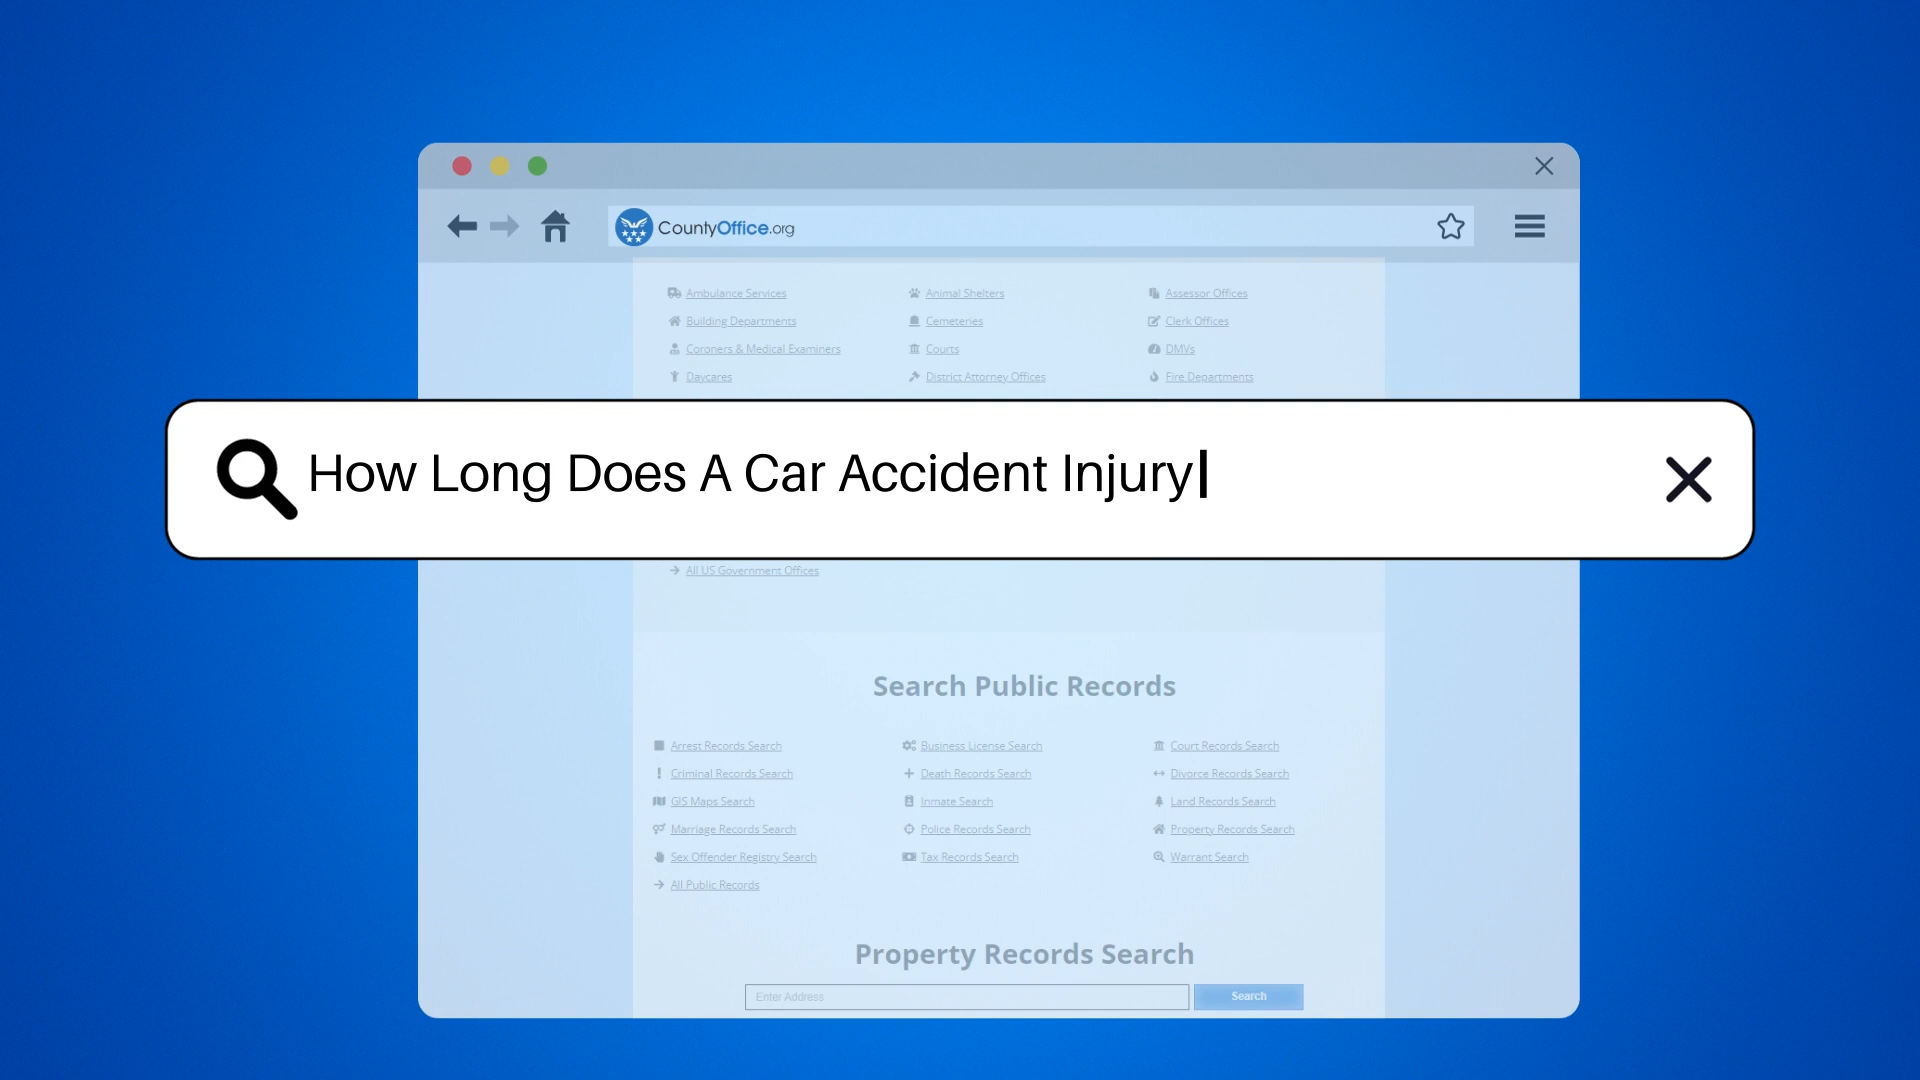 CountyOffice.org
Ambulance Services Animal Shelters Assessor Offices
Building Departments Cemeteries Clerk Offices
Coroners & Medical Examiners Courts DMVs
Daycares District Attorney Offices Fire Departments
How Long Does A Car Accident Injury
All US Government Offices
Search Public Records
Arrest Records Search Business License Search Court Records Search
Criminal Records Search Death Records Search Divorce Records Search
GIS Maps Search Inmate Search Land Records Search
Marriage Records Search Police Records Search Property Records Search
Sex Offender Registry Search Tax Records Search Warrant Search
All Public Records
Property Records Search
Enter Address Search